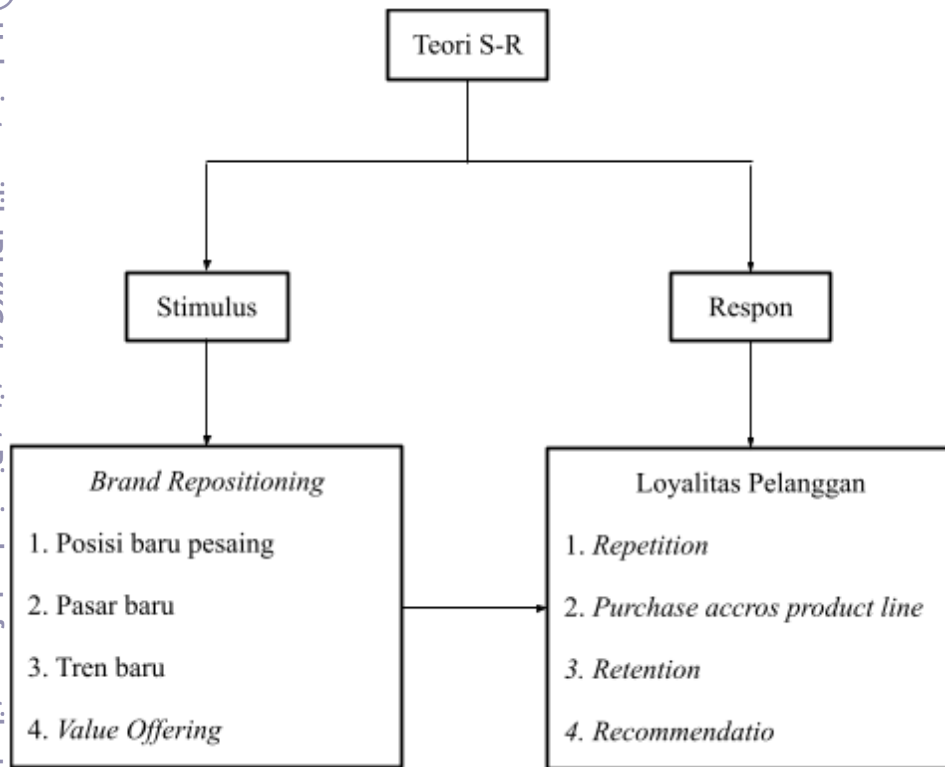 Teori S-R
Stimulus
Respon
Brand Repositioning
1. Posisi baru pesaing
2. Pasar baru
3. Tren baru
4. Value Offering
Loyalitas Pelanggan
1. Repetition
2. Purchase accros product line
3. Retention
4. Recommendatio